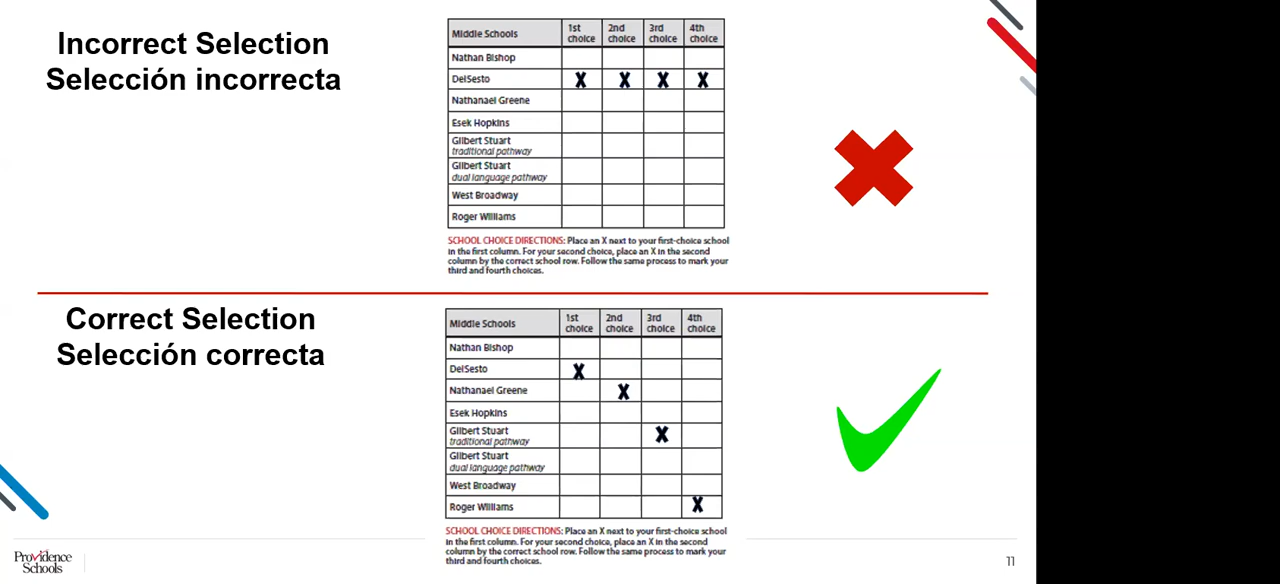 Incorrect Selection
Selección incorrecta
Middle Schools 1st choice 2nd choice 3rd choice 4th choice
Nathan Bishop
DelSesto X X X X
Nathanael Greene
Esek Hopkins
Gilbert Stuart
traditional pathway
Gilbert Stuart
dual language pathway
West Broadway
Roger Williams
SCHOOL CHOICE DIRECTIONS: Place an X next to your first-choice school
in the first column. For your second choice, place an X in the second
column by the correct school row. Follow the same process to mark your
third and fourth choices.
Correct Selection
Selección correcta
Middle Schools 1st choice 2nd choice 3rd choice 4th choice
Nathan Bishop
DelSesto X
Nathanael Greene X
Esek Hopkins
Gilbert Stuart
traditional pathway X
Gilbert Stuart
dual language pathway
West Broadway
Roger Williams X
SCHOOL CHOICE DIRECTIONS: Place an X next to your first-choice school
in the first column. For your second choice, place an X in the second
column by the correct school row. Follow the same process to mark your
third and fourth choices.
Providence
Schools
11